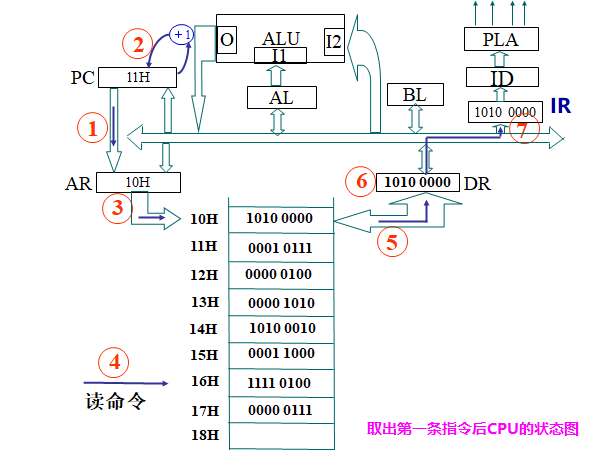 +1
②
O
ALU
I2
I1
PLA
PC
11H
AL
BL
ID
1010 0000
IR
①
⑦
AR
10H
⑥
1010 0000
DR
③
⑤
10H
1010 0000
11H
0001 0111
12H
0000 0100
13H
0000 1010
14H
1010 0010
15H
0001 1000
④
16H
1111 0100
读命令
17H
0000 0111
18H
取出第一条指令后CPU的状态图